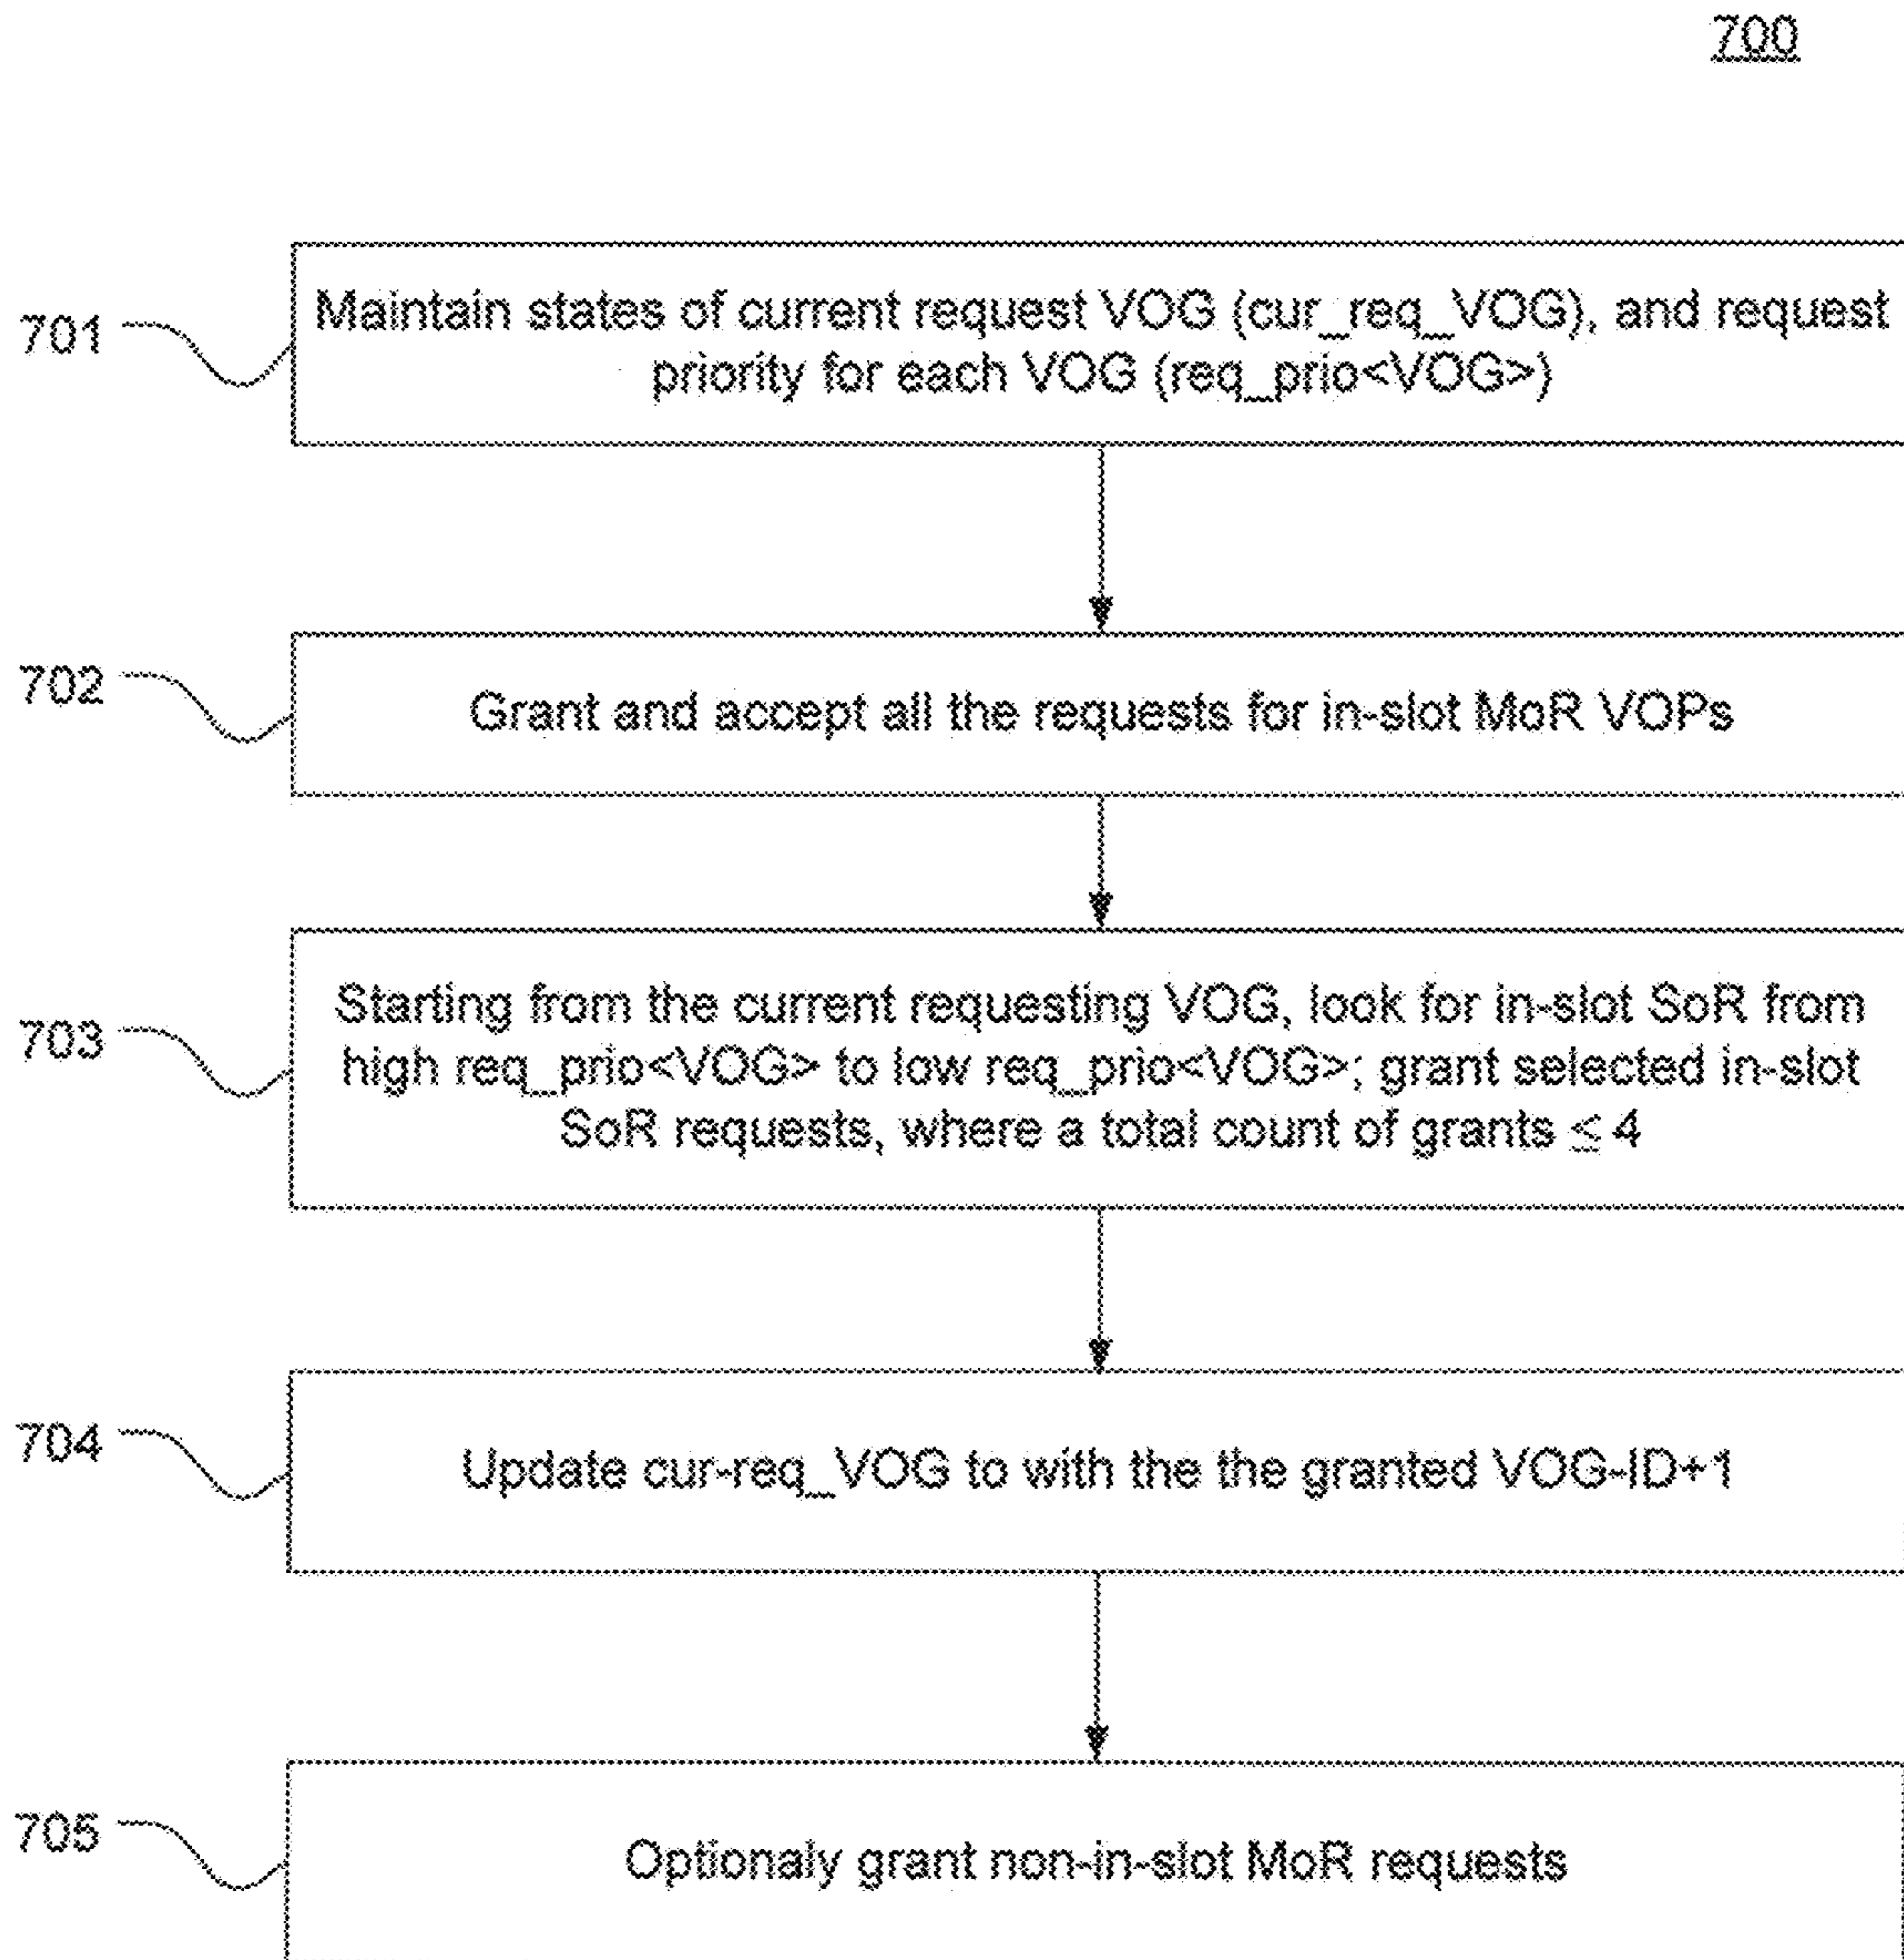 700
701
Maintain states of current request VOG (cur_req_VOG), and request
priority for each VOG (req_prio<VOG>)
702
Grant and accept all the requests for in-slot MoR VOPs
703
Starting from the current requesting VOG, look for in-slot SoR from
high req_prio<VOG> to low req_prio<VOG>; grant selected in-slot
SoR requests, where a total count of grants ≤ 4
704
Update cur-req_VOG to with the the granted VOG-ID+1
705
Optionaly grant non-in-slot MoR requests